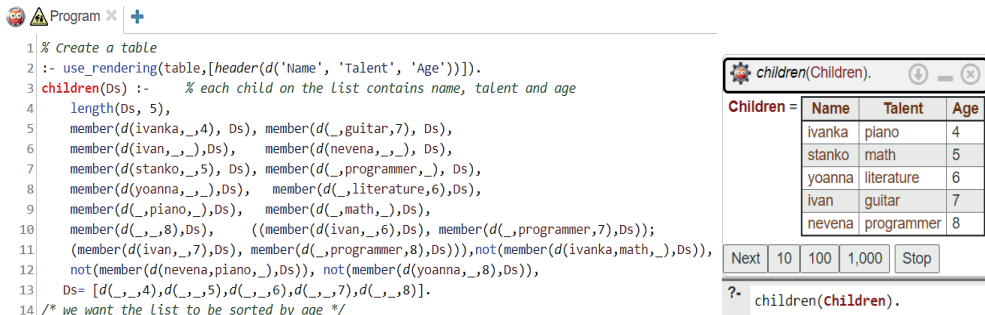 Program
1 % Create a table
2 :- use_rendering(table,[header(d('Name', 'Talent', 'Age'))]).
3 children(Ds) :-     % each child on the list contains name, talent and age
4 length(Ds, 5),
5 member(d(ivanka,_,4), Ds), member(d(_,guitar,7), Ds),
6 member(d(ivan,_,_),Ds),    member(d(nevena,_,_), Ds),
7 member(d(stanko,_,5), Ds), member(d(_,programmer,_), Ds),
8 member(d(yoanna,_,_),Ds),   member(d(_,literature,6),Ds),
9 member(d(_,piano,_),Ds),   member(d(_,math,_),Ds),
10 member(d(_,_,8),Ds),     ((member(d(ivan,_,6),Ds), member(d(_,programmer,7),Ds));
11 (member(d(ivan,_,7),Ds), member(d(_,programmer,8),Ds))),not(member(d(ivanka,math,_),Ds)),
12 not(member(d(nevena,piano,_),Ds)), not(member(d(yoanna,_,8),Ds)),
13 Ds= [d(_,_,4),d(_,_,5),d(_,_,6),d(_,_,7),d(_,_,8)].
14 /* we want the list to be sorted by age */
children(Children).
Children =
Name Talent Age
ivanka piano 4
stanko math 5
yoanna literature 6
ivan guitar 7
nevena programmer 8
Next 10 100 1,000 Stop
?- children(Children).